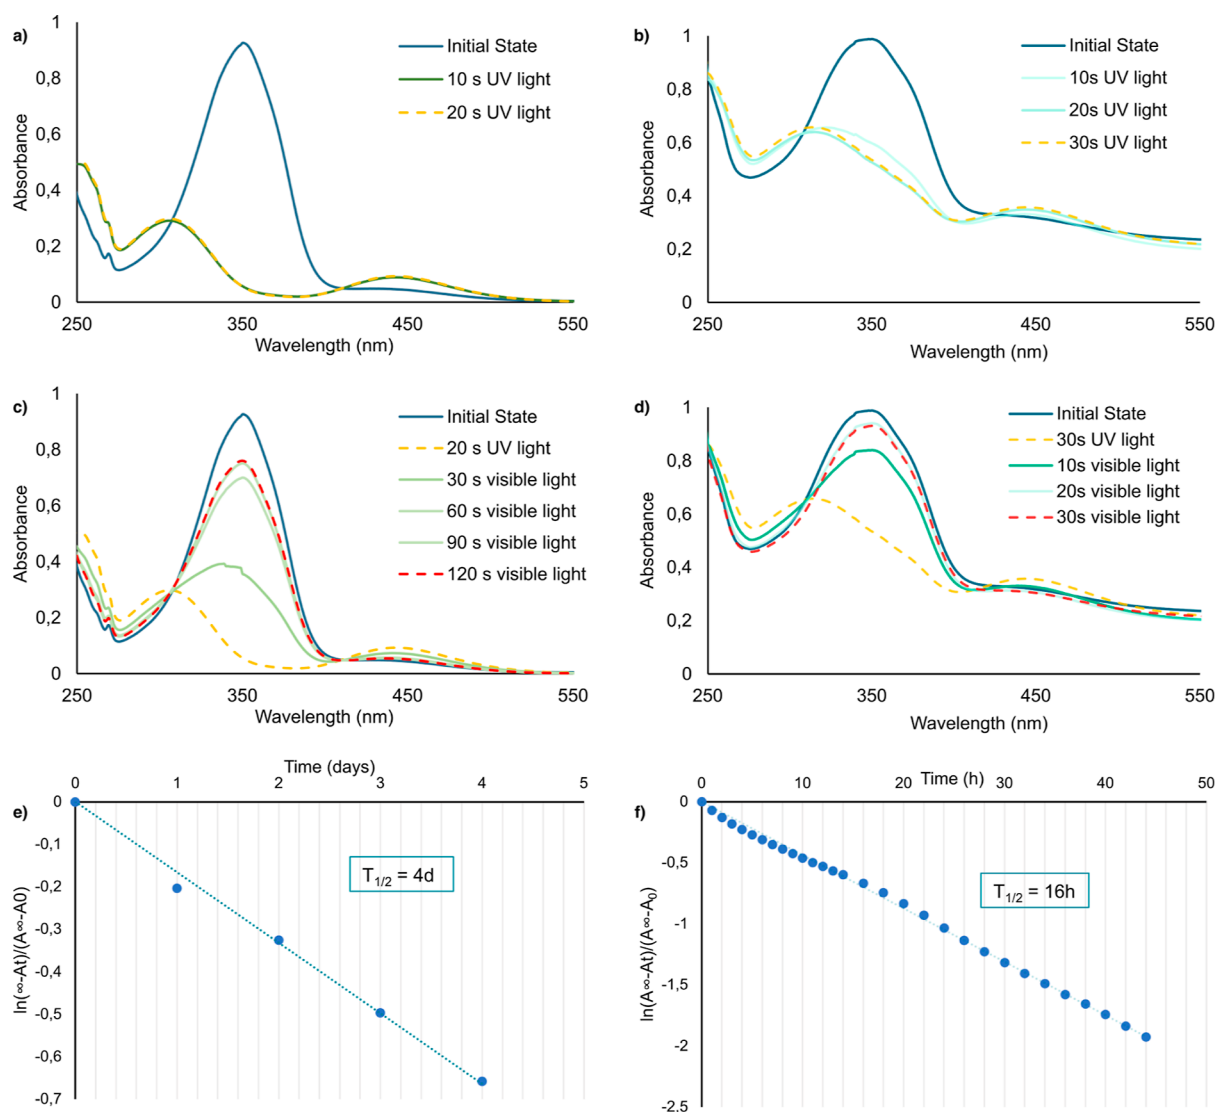 a)
1
0,8
0,6
0,4
0,2
0
Absorbance
250
350
450
550
Wavelength (nm)
Initial State
10 s UV light
20 s UV light
b)
1
0,8
0,6
0,4
0,2
0
Absorbance
250
350
450
550
Wavelength (nm)
Initial State
10s UV light
20s UV light
30s UV light
c)
1
0,8
0,6
0,4
0,2
0
Absorbance
250
350
450
550
Wavelength (nm)
Initial State
20 s UV light
30 s visible light
60 s visible light
90 s visible light
120 s visible light
d)
1
0,8
0,6
0,4
0,2
0
Absorbance
250
350
450
550
Wavelength (nm)
Initial State
30s UV light
10s visible light
20s visible light
30s visible light
e)
Time (days)
0
1
2
3
4
5
0
-0,1
-0,2
-0,3
-0,4
-0,5
-0,6
-0,7
ln(∞-At)/(A∞-A0)
T1/2 = 4d
f)
Time (h)
0
10
20
30
40
50
0
-0.5
-1
-1.5
-2
-2.5
ln(A∞-At)/(A∞-A0)
T1/2 = 16h